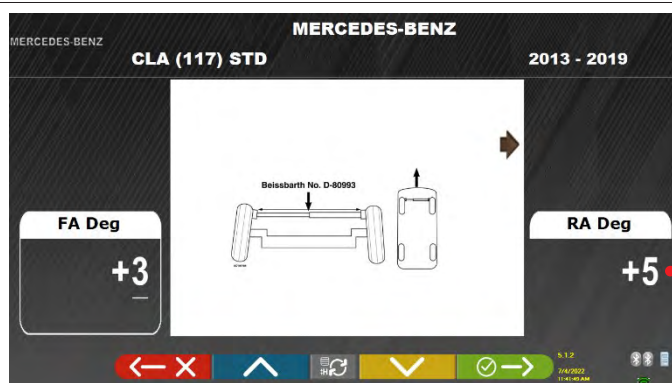 MERCEDES-BENZ
MERCEDES-BENZ
CLA (117) STD
2013 - 2019
Beissbarth No. D-80993
FA Deg
RA Deg
+3
+5
5.1.2
7/4/2022